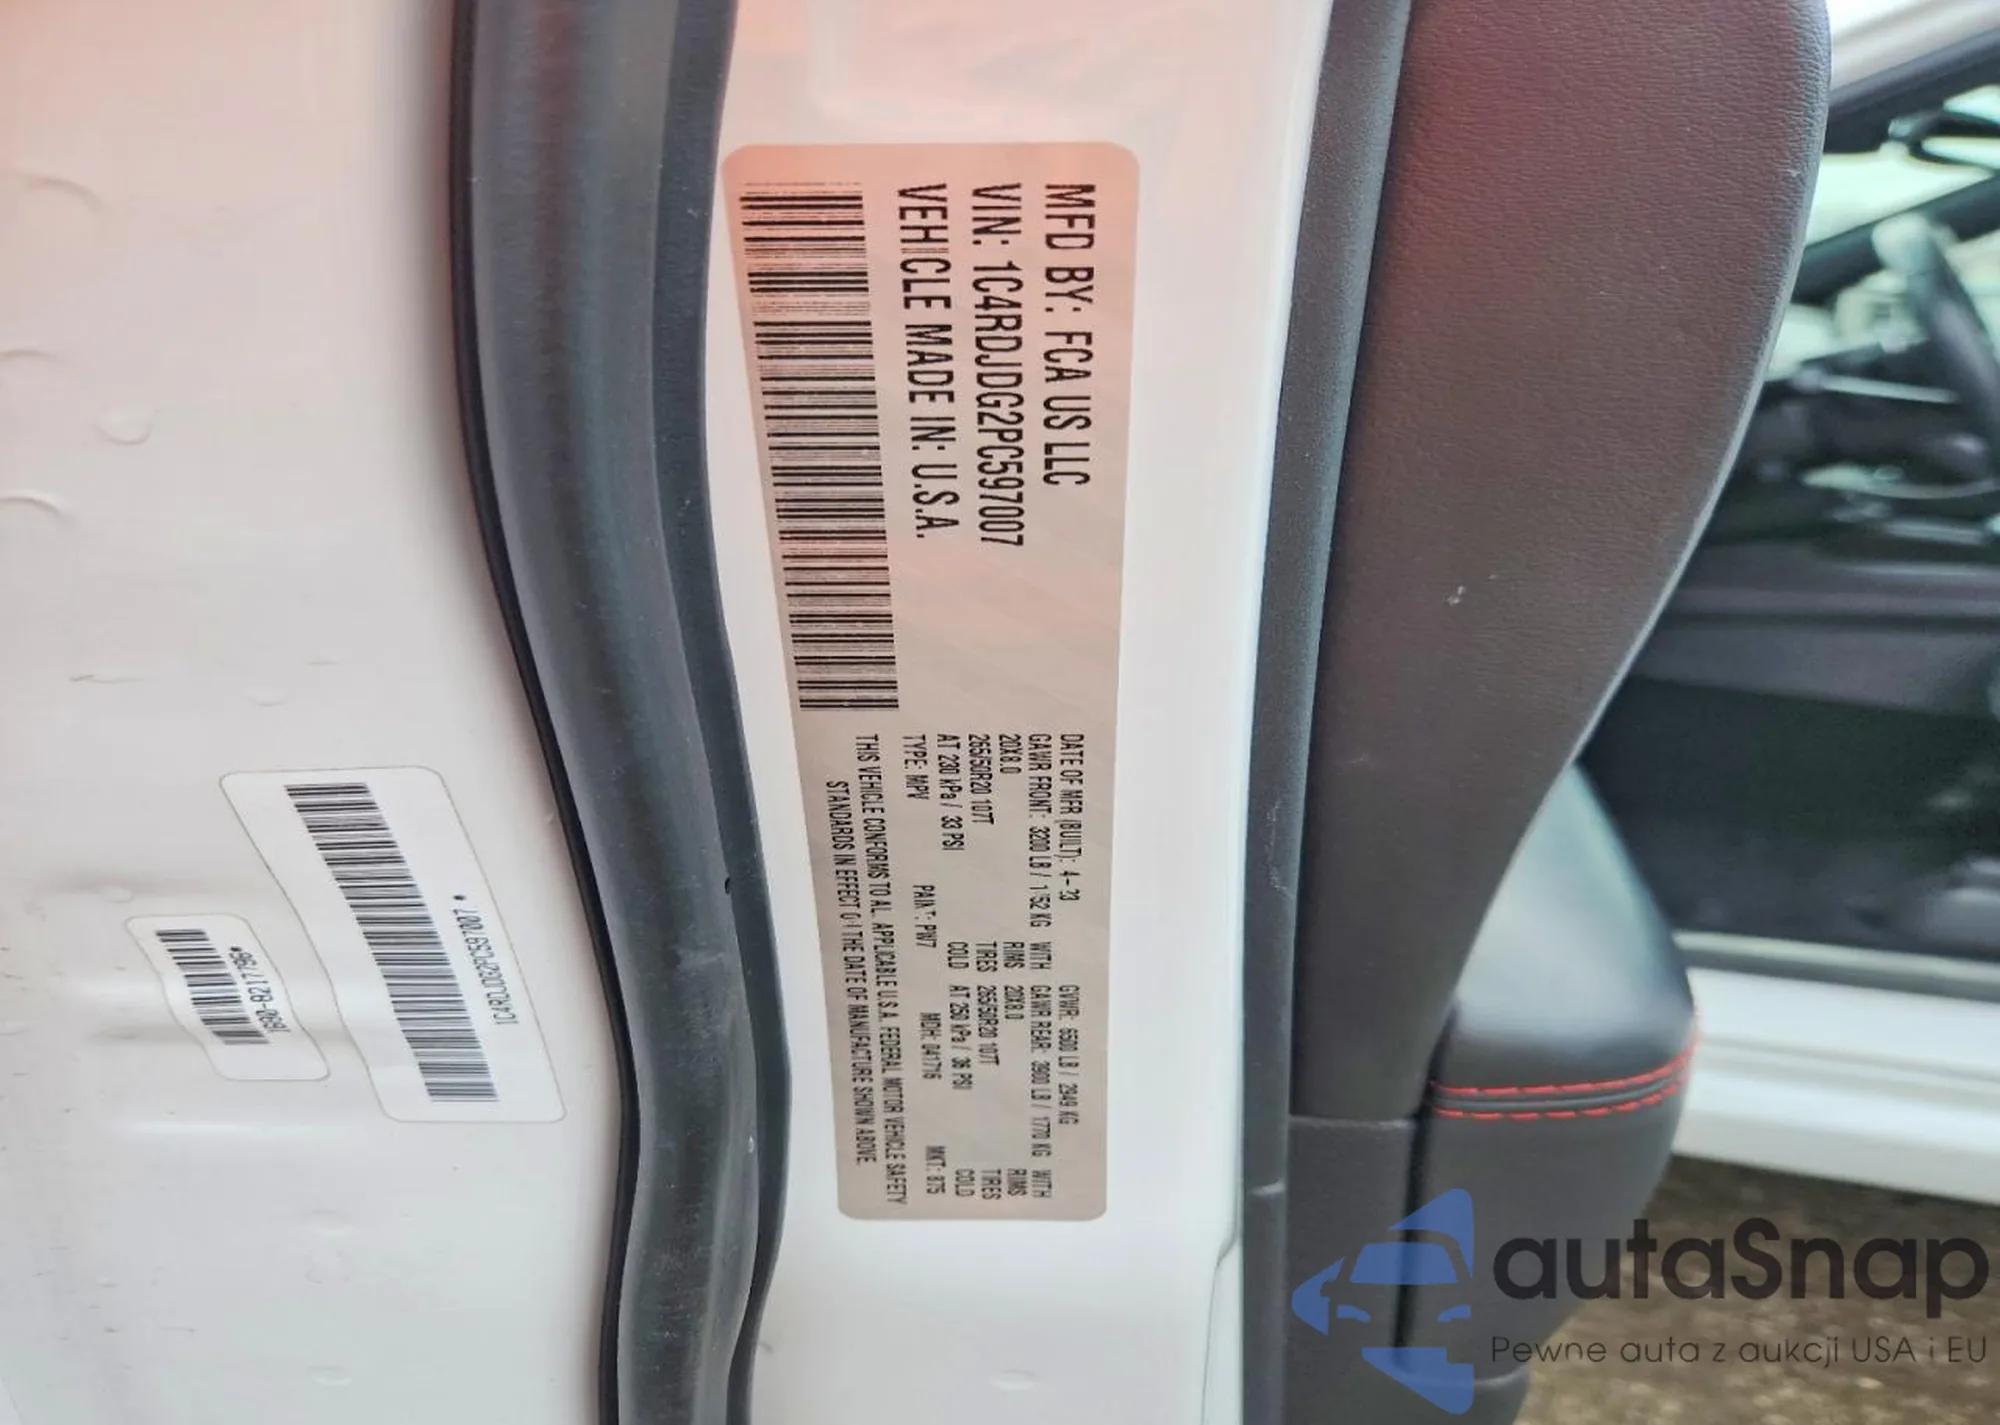 MFD BY: FCA US LLC
VIN: 1C4RDJDG2PC597007
VEHICLE MADE IN: U.S.A.
DATE OF MFR (BUILT): 4-23 GVWR: 6500 LB / 2949 KG
GAWR FRONT: 3200 LB / 1452 KG WITH GAWR REAR: 3900 LB / 1770 KG WITH
20X8.0 RIMS 20X8.0 RIMS
265/50R20 107T TIRES 265/50R20 107T TIRES
AT 230 kPa / 33 PSI COLD AT 250 kPa / 36 PSI COLD
TYPE: MPV PAINT: PW7 MDH: 041716 MKT: 875
THIS VEHICLE CONFORMS TO AL. APPLICABLE U.S.A. FEDERAL MOTOR VEHICLE SAFETY
STANDARDS IN EFFECT ON THE DATE OF MANUFACTURE SHOWN ABOVE.
autaSnap
Pewne auta z aukcji USA i EU